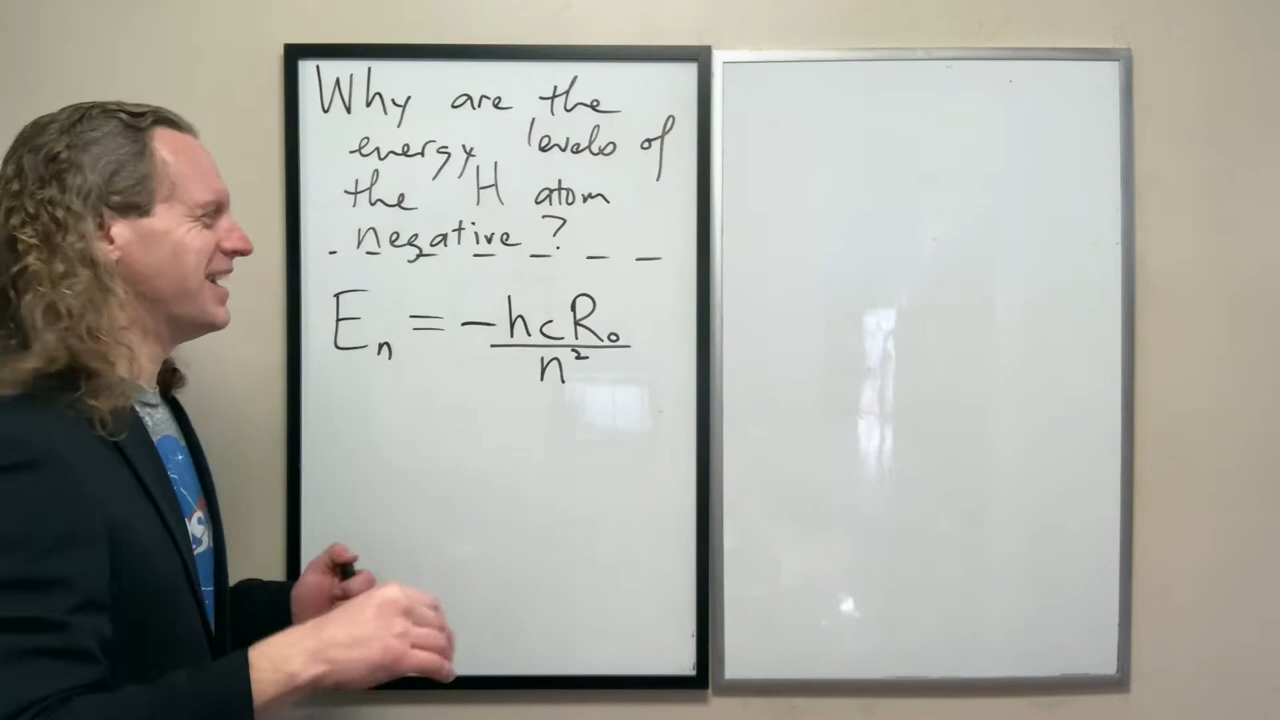 Why are the
energy levels of
the H atom
negative?
Eₙ = -hcR₀/n²